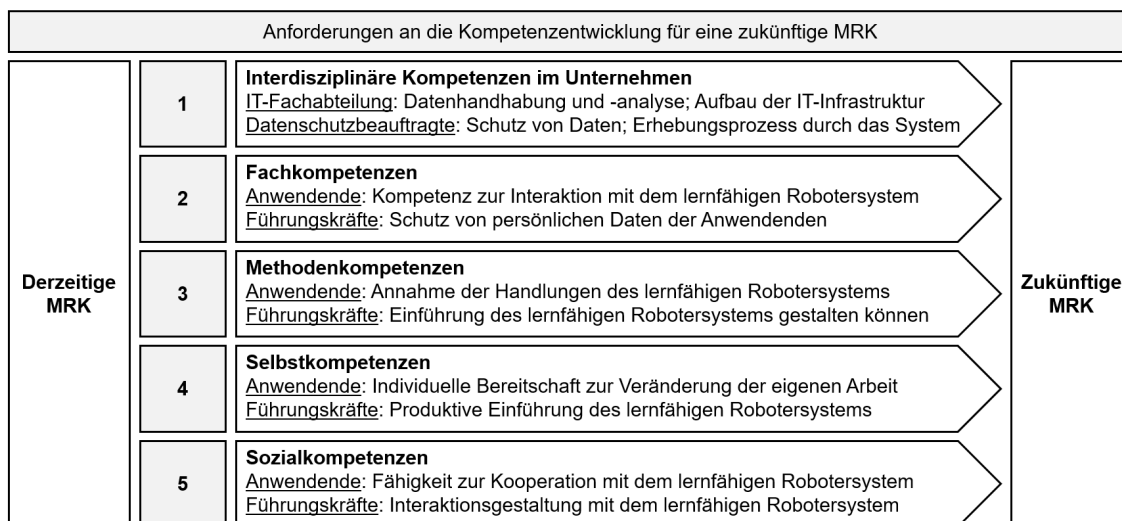 Anforderungen an die Kompetenzentwicklung für eine zukünftige MRK
Derzeitige
MRK
1
Interdisziplinäre Kompetenzen im Unternehmen
IT-Fachabteilung: Datenhandhabung und -analyse; Aufbau der IT-Infrastruktur
Datenschutzbeauftragte: Schutz von Daten; Erhebungsprozess durch das System
2
Fachkompetenzen
Anwendende: Kompetenz zur Interaktion mit dem lernfähigen Robotersystem
Führungskräfte: Schutz von persönlichen Daten der Anwendenden
3
Methodenkompetenzen
Anwendende: Annahme der Handlungen des lernfähigen Robotersystems
Führungskräfte: Einführung des lernfähigen Robotersystems gestalten können
4
Selbstkompetenzen
Anwendende: Individuelle Bereitschaft zur Veränderung der eigenen Arbeit
Führungskräfte: Produktive Einführung des lernfähigen Robotersystems
5
Sozialkompetenzen
Anwendende: Fähigkeit zur Kooperation mit dem lernfähigen Robotersystem
Führungskräfte: Interaktionsgestaltung mit dem lernfähigen Robotersystem
Zukünftige
MRK